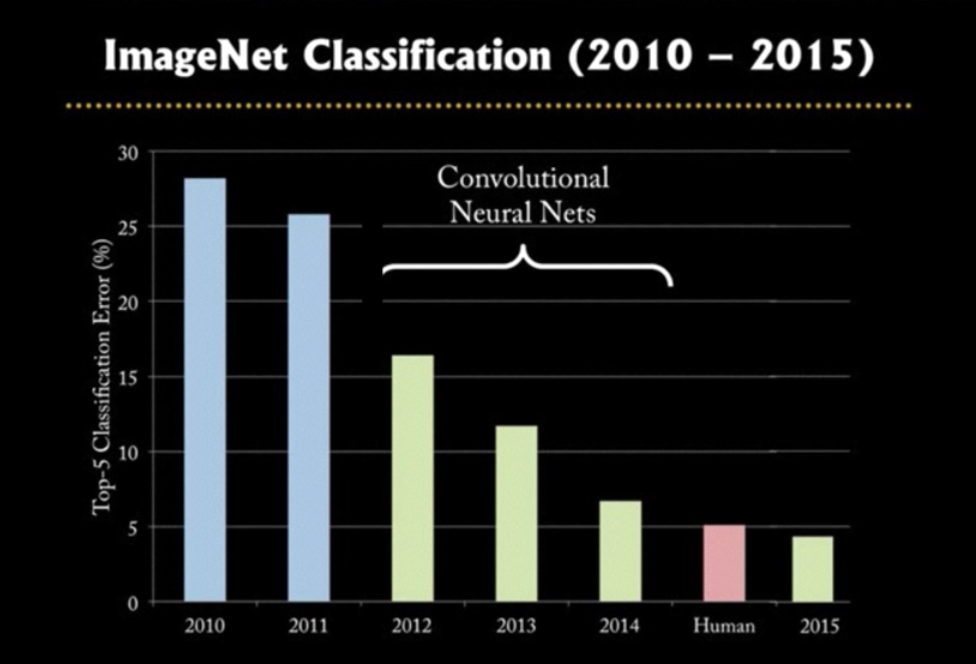 ImageNet Classification (2010 – 2015)
Convolutional
Neural Nets
Top-5 Classification Error (%)
30
25
20
15
10
5
0
2010
2011
2012
2013
2014
Human
2015